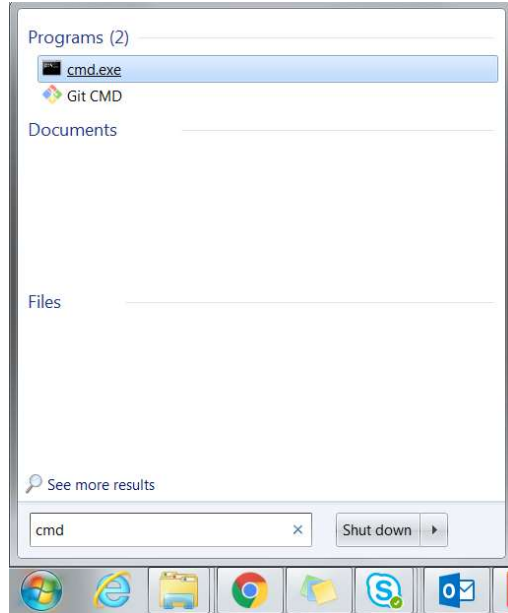 Programs (2)
cmd.exe
Git CMD
Documents
Files
See more results
cmd
Shut down